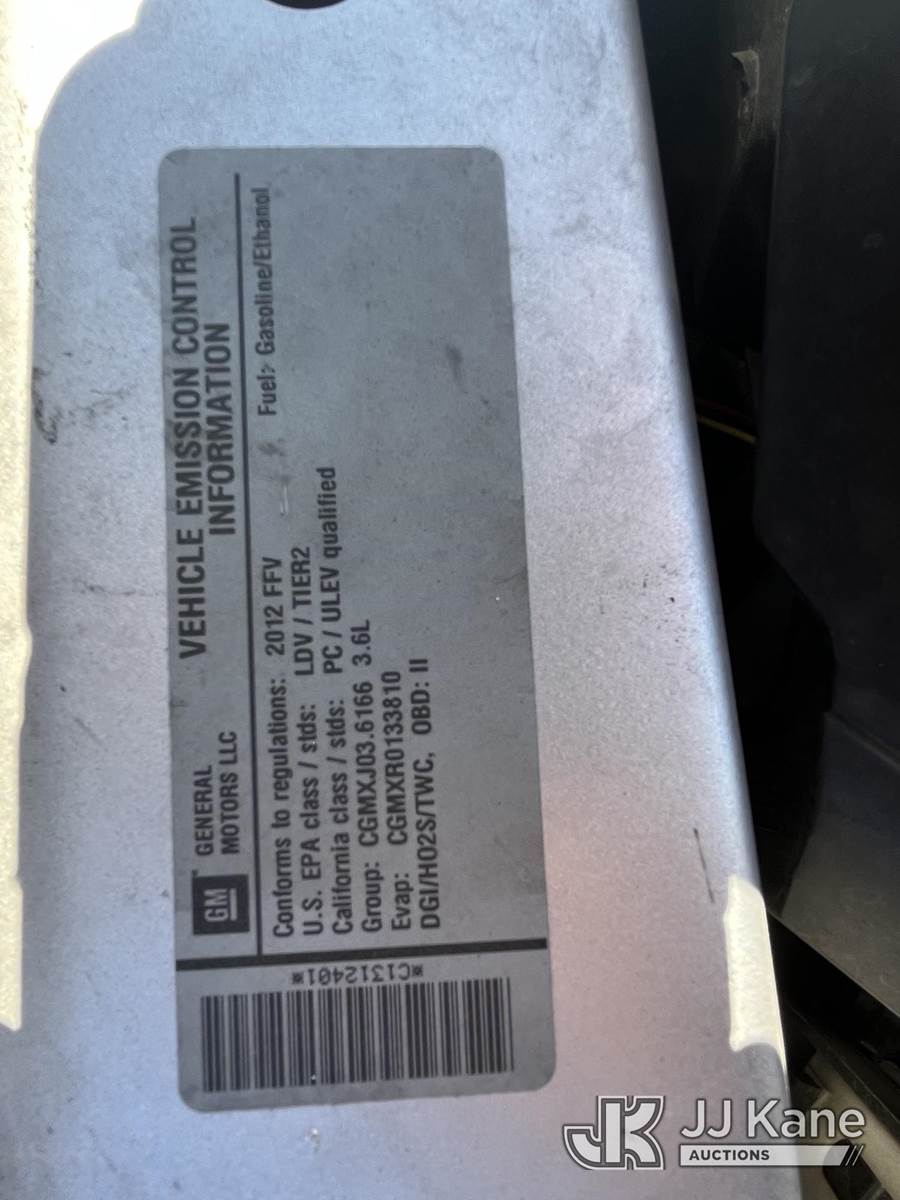 GM
GENERAL
MOTORS LLC
VEHICLE EMISSION CONTROL
INFORMATION
Conforms to regulations: 2012 FFV Fuel: Gasoline/Ethanol
U.S. EPA class / stds: LDV / TIER2
California class / stds: PC / ULEV qualified
Group: CGMXJ03.6166 3.6L
Evap: CGMXR0133810
DGI/HO2S/TWC, OBD: II
*C1312401*
JK JJ Kane
AUCTIONS